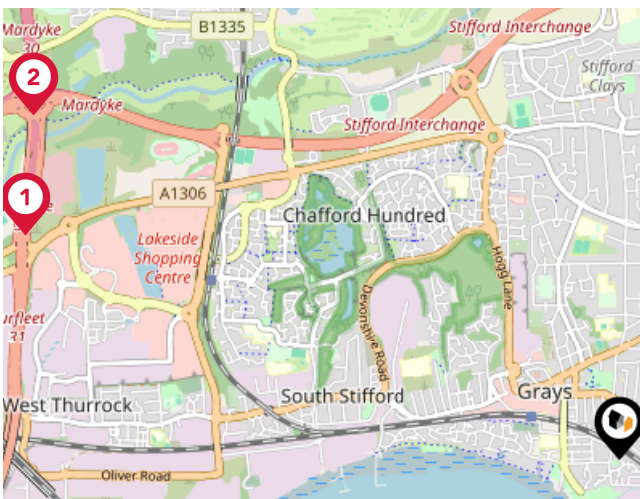 Mardyke
30
B1335
Stifford Interchange
2
Mardyke
Stifford
Clays
Stifford Interchange
A1306
1
Chafford Hundred
Lakeside
Shopping
Centre
Hogg Lane
urfleet
31
Devonshire Road
West Thurrock
South Stifford
Grays
Oliver Road